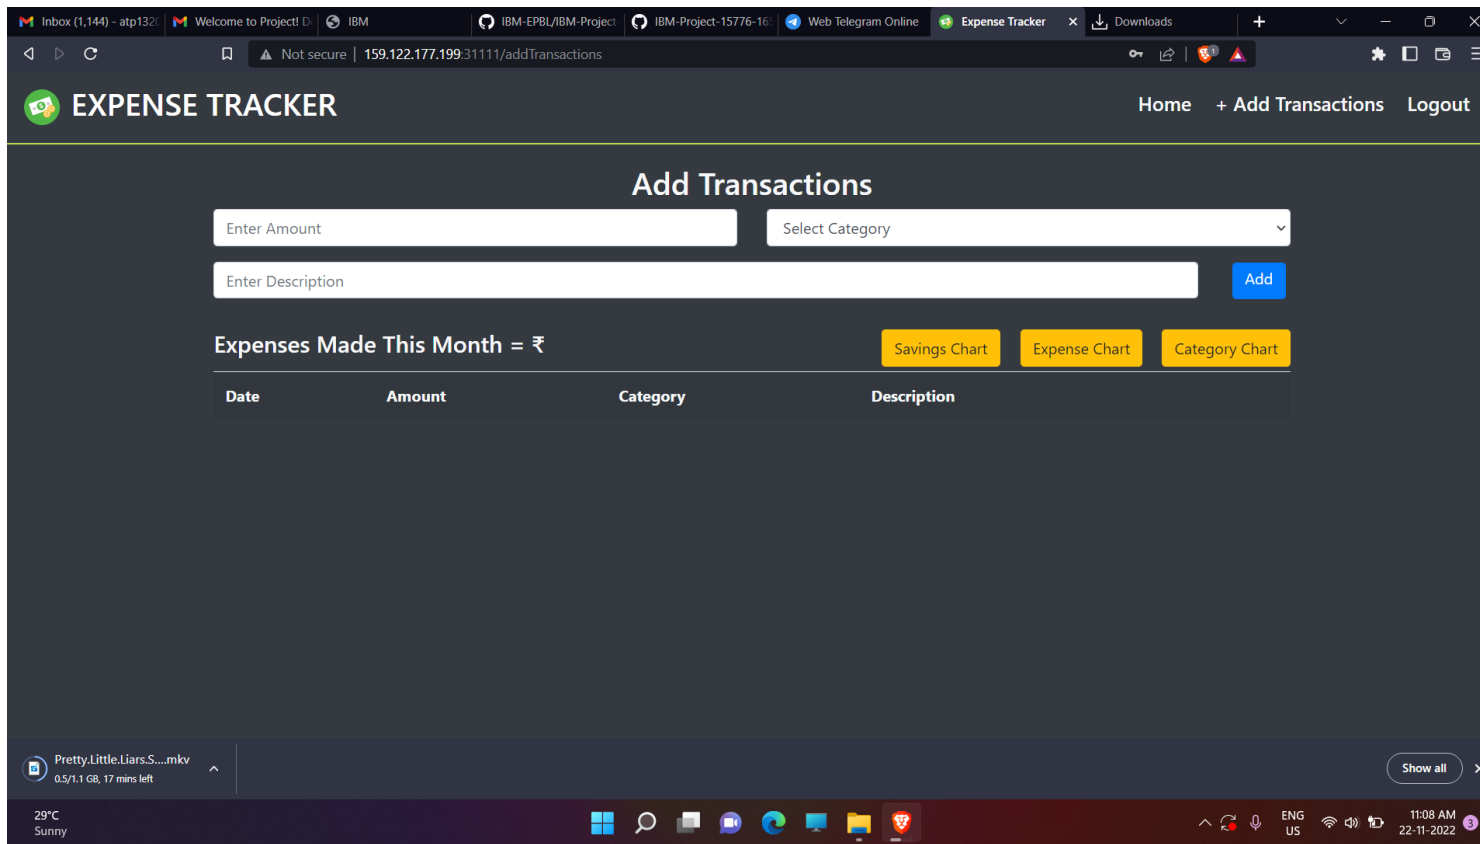 Inbox (1,144) - atp132
Welcome to Project! D
IBM
IBM-EPBL/IBM-Project-
IBM-Project-15776-16
Web Telegram Online
Expense Tracker
Downloads
Not secure | 159.122.177.199:31111/addTransactions
1
EXPENSE TRACKER
Home
+ Add Transactions
Logout
Add Transactions
Enter Amount
Select Category
Enter Description
Add
Expenses Made This Month = ₹
Savings Chart
Expense Chart
Category Chart
Date Amount Category Description
Pretty.Little.Liars.S....mkv
0.5/1.1 GB, 17 mins left
Show all
29°C
Sunny
ENG
US
11:08 AM
22-11-2022
3